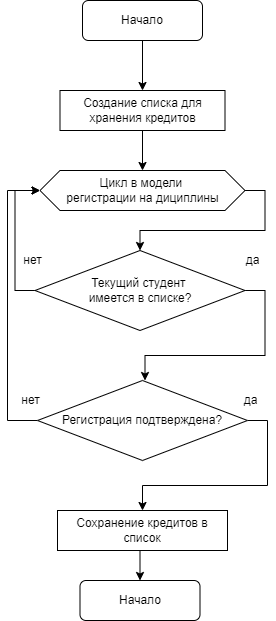 Начало
Создание списка для
хранения кредитов
Цикл в модели
регистрации на дициплины
нет
да
Текущий студент
имеется в списке?
нет
да
Регистрация подтверждена?
Сохранение кредитов в
список
Начало